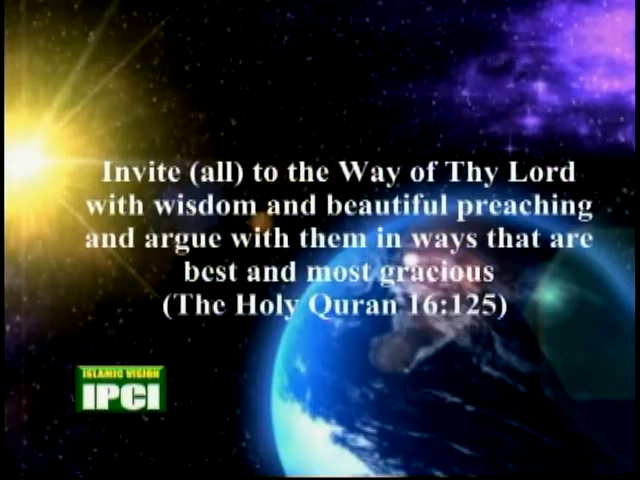 Invite (all) to the Way of Thy Lord
with wisdom and beautiful preaching
and argue with them in ways that are
best and most gracious
(The Holy Quran 16:125)
ISLAMIC VISION
IPCI